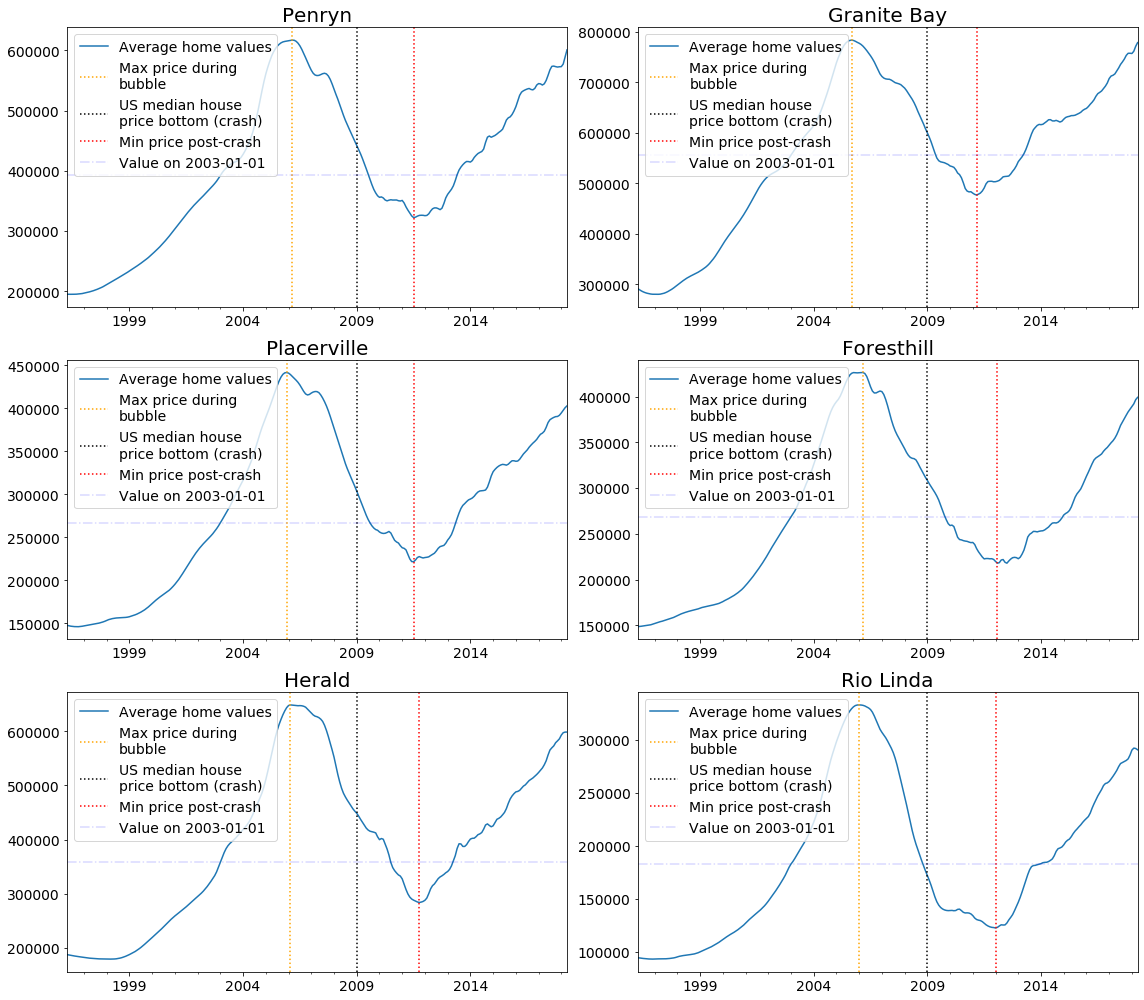 Penryn
600000
500000
400000
300000
200000
Average home values
Max price during
bubble
US median house
price bottom (crash)
Min price post-crash
Value on 2003-01-01
1999
2004
2009
2014
Granite Bay
800000
700000
600000
500000
400000
300000
Average home values
Max price during
bubble
US median house
price bottom (crash)
Min price post-crash
Value on 2003-01-01
1999
2004
2009
2014
Placerville
450000
400000
350000
300000
250000
200000
150000
Average home values
Max price during
bubble
US median house
price bottom (crash)
Min price post-crash
Value on 2003-01-01
1999
2004
2009
2014
Foresthill
400000
350000
300000
250000
200000
150000
Average home values
Max price during
bubble
US median house
price bottom (crash)
Min price post-crash
Value on 2003-01-01
1999
2004
2009
2014
Herald
600000
500000
400000
300000
200000
Average home values
Max price during
bubble
US median house
price bottom (crash)
Min price post-crash
Value on 2003-01-01
1999
2004
2009
2014
Rio Linda
300000
250000
200000
150000
100000
Average home values
Max price during
bubble
US median house
price bottom (crash)
Min price post-crash
Value on 2003-01-01
1999
2004
2009
2014